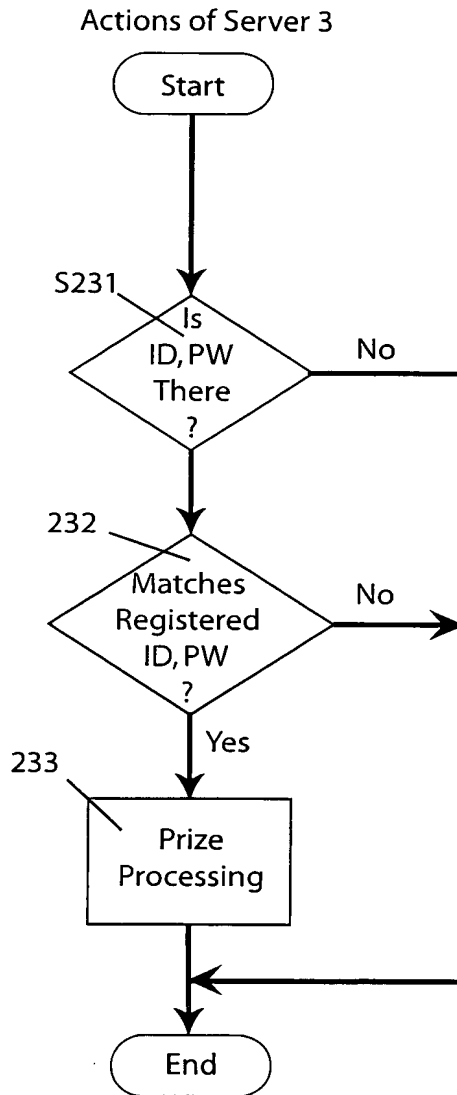 Actions of Server 3
Start
S231
Is
ID, PW
There
?
No
232
Matches
Registered
ID, PW
?
No
Yes
233
Prize
Processing
End